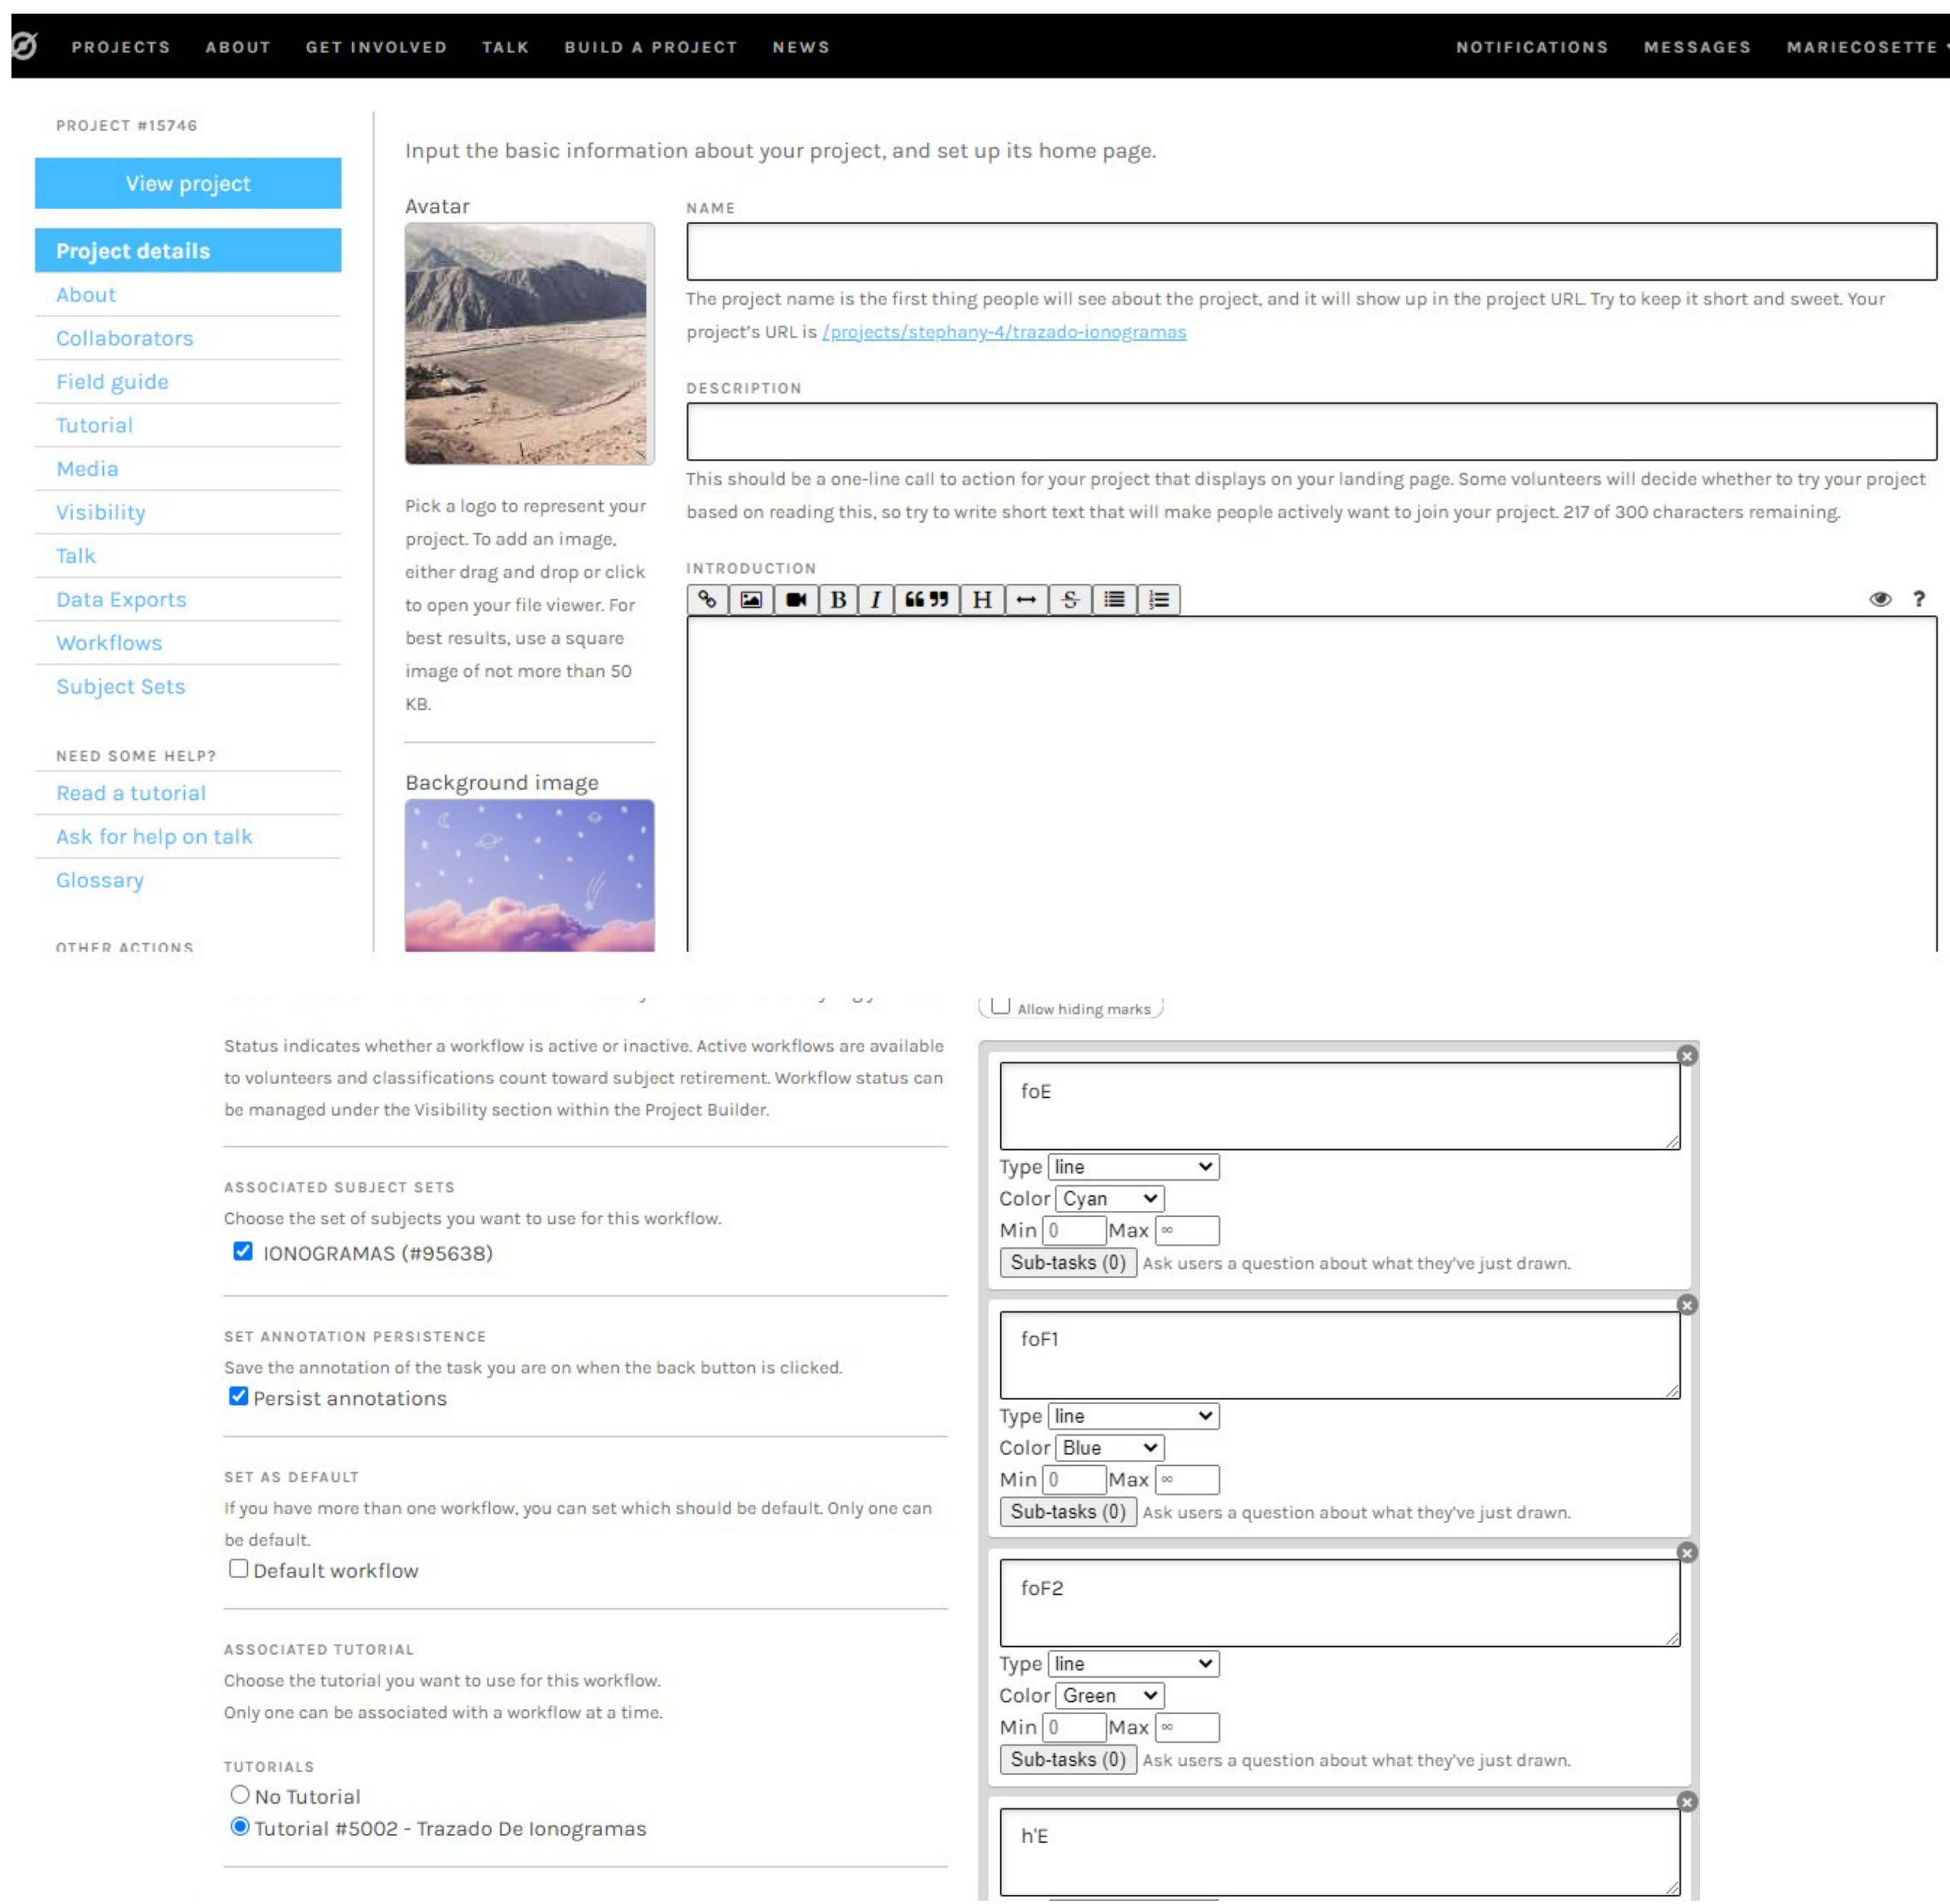 PROJECTS ABOUT GET INVOLVED TALK BUILD A PROJECT NEWS NOTIFICATIONS MESSAGES MARIECOSETTE
PROJECT #15746
View project
Project details
About
Collaborators
Field guide
Tutorial
Media
Visibility
Talk
Data Exports
Workflows
Subject Sets
NEED SOME HELP?
Read a tutorial
Ask for help on talk
Glossary
OTHER ACTIONS
Input the basic information about your project, and set up its home page.
Avatar
Pick a logo to represent your
project. To add an image,
either drag and drop or click
to open your file viewer. For
best results, use a square
image of not more than 50
KB.
Background image
NAME
The project name is the first thing people will see about the project, and it will show up in the project URL. Try to keep it short and sweet. Your
project's URL is /projects/stephany-4/trazado-ionogramas
DESCRIPTION
This should be a one-line call to action for your project that displays on your landing page. Some volunteers will decide whether to try your project
based on reading this, so try to write short text that will make people actively want to join your project. 217 of 300 characters remaining.
INTRODUCTION
B I “ ” H S ?
Status indicates whether a workflow is active or inactive. Active workflows are available
to volunteers and classifications count toward subject retirement. Workflow status can
be managed under the Visibility section within the Project Builder.
ASSOCIATED SUBJECT SETS
Choose the set of subjects you want to use for this workflow.
IONOGRAMAS (#95638)
SET ANNOTATION PERSISTENCE
Save the annotation of the task you are on when the back button is clicked.
Persist annotations
SET AS DEFAULT
If you have more than one workflow, you can set which should be default. Only one can
be default.
Default workflow
ASSOCIATED TUTORIAL
Choose the tutorial you want to use for this workflow.
Only one can be associated with a workflow at a time.
TUTORIALS
No Tutorial
Tutorial #5002 - Trazado De Ionogramas
Allow hiding marks
foE
Type line
Color Cyan
Min 0 Max ∞
Sub-tasks (0) Ask users a question about what they've just drawn.
foF1
Type line
Color Blue
Min 0 Max ∞
Sub-tasks (0) Ask users a question about what they've just drawn.
foF2
Type line
Color Green
Min 0 Max ∞
Sub-tasks (0) Ask users a question about what they've just drawn.
h'E